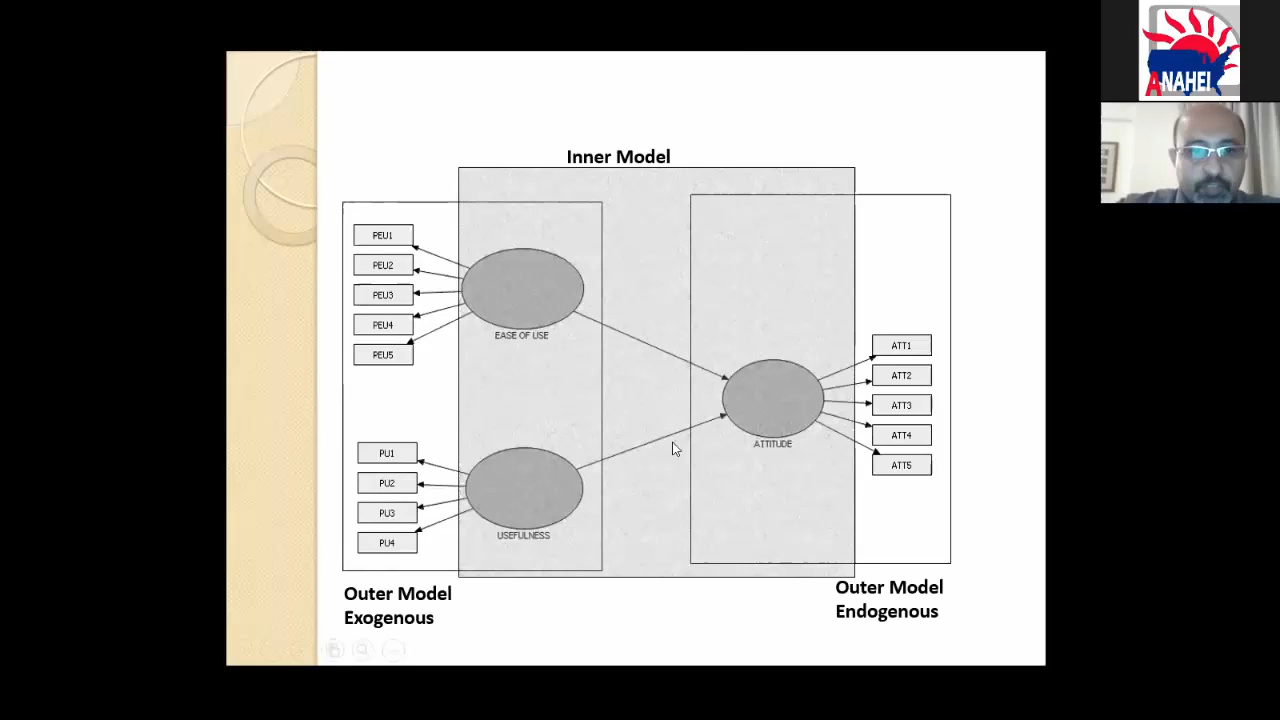 ANAHEI
Inner Model
PEU1
PEU2
PEU3
PEU4
PEU5
EASE OF USE
ATT1
ATT2
ATT3
ATT4
ATT5
ATTITUDE
PU1
PU2
PU3
PU4
USEFULNESS
Outer Model
Exogenous
Outer Model
Endogenous